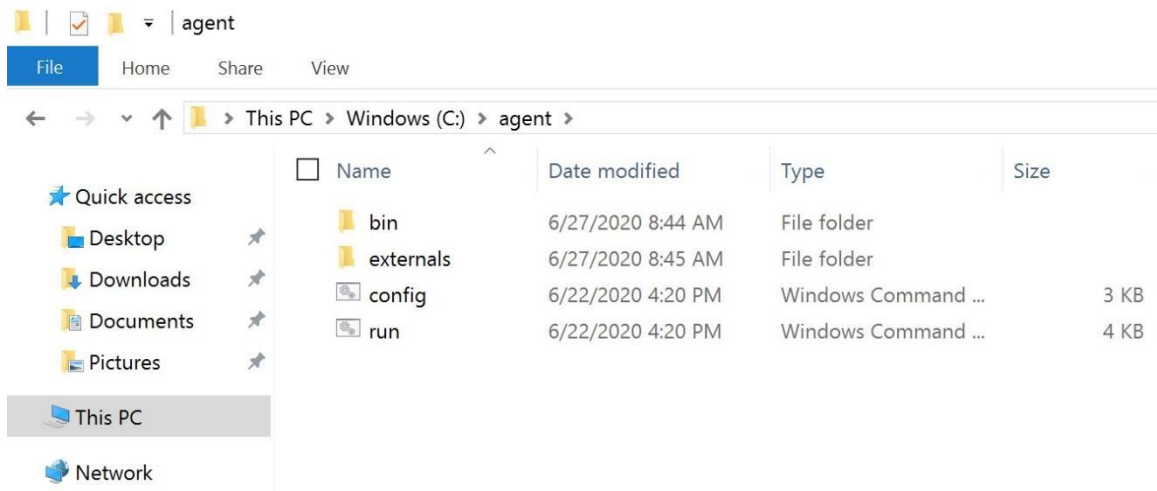 agent
File Home Share View
This PC > Windows (C:) > agent >
Name Date modified Type Size
Quick access
bin 6/27/2020 8:44 AM File folder
Desktop
externals 6/27/2020 8:45 AM File folder
Downloads
config 6/22/2020 4:20 PM Windows Command ... 3 KB
Documents
run 6/22/2020 4:20 PM Windows Command ... 4 KB
Pictures
This PC
Network